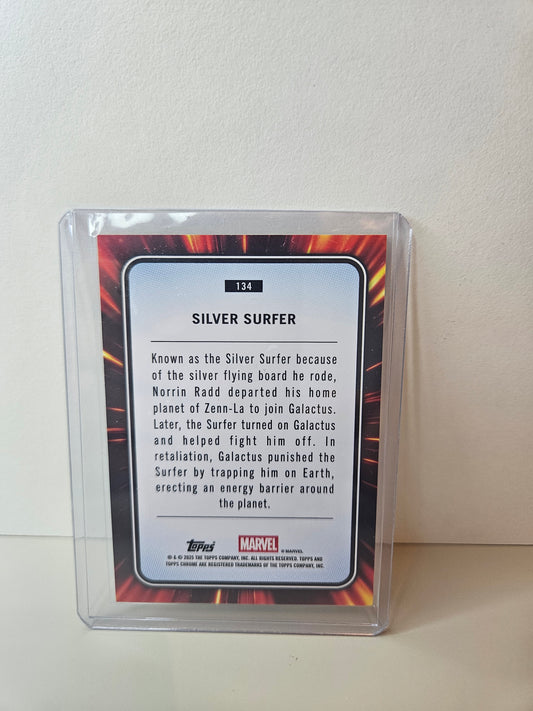 134
SILVER SURFER
Known as the Silver Surfer because
of the silver flying board he rode,
Norrin Radd departed his home
planet of Zenn-La to join Galactus.
Later, the Surfer turned on Galactus
and helped fight him off. In
retaliation, Galactus punished the
Surfer by trapping him on Earth,
erecting an energy barrier around
the planet.
Topps MARVEL © MARVEL
® & © 2025 THE TOPPS COMPANY, INC. ALL RIGHTS RESERVED. TOPPS AND
TOPPS CHROME ARE REGISTERED TRADEMARKS OF THE TOPPS COMPANY, INC.